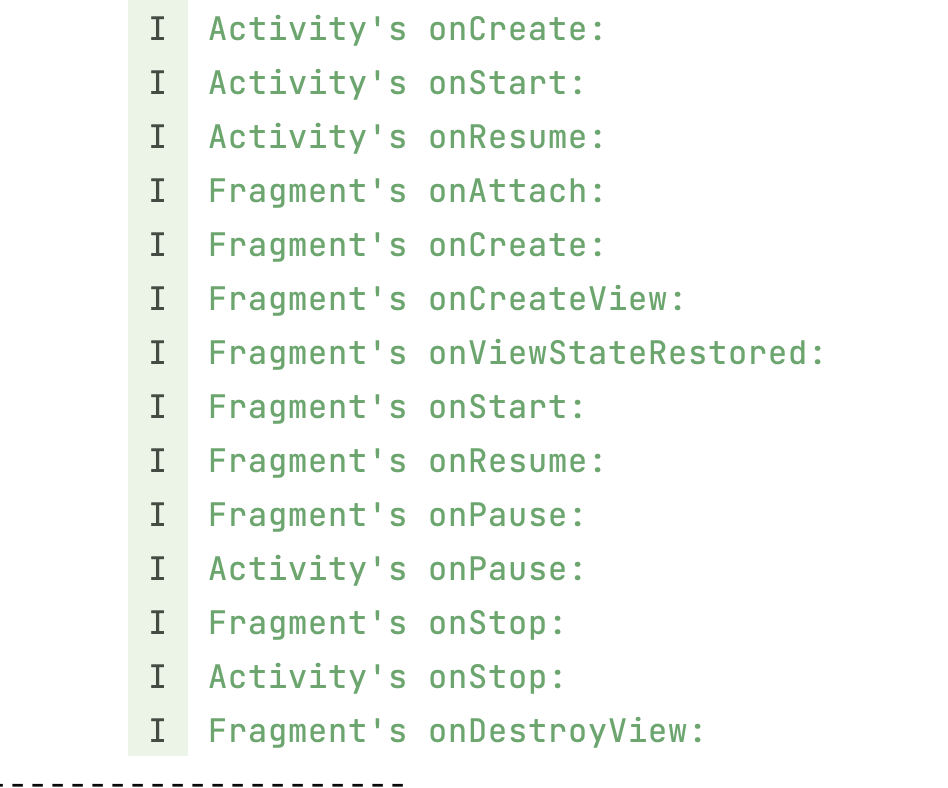 I Activity's onCreate:
I Activity's onStart:
I Activity's onResume:
I Fragment's onAttach:
I Fragment's onCreate:
I Fragment's onCreateView:
I Fragment's onViewStateRestored:
I Fragment's onStart:
I Fragment's onResume:
I Fragment's onPause:
I Activity's onPause:
I Fragment's onStop:
I Activity's onStop:
I Fragment's onDestroyView:
---------------------